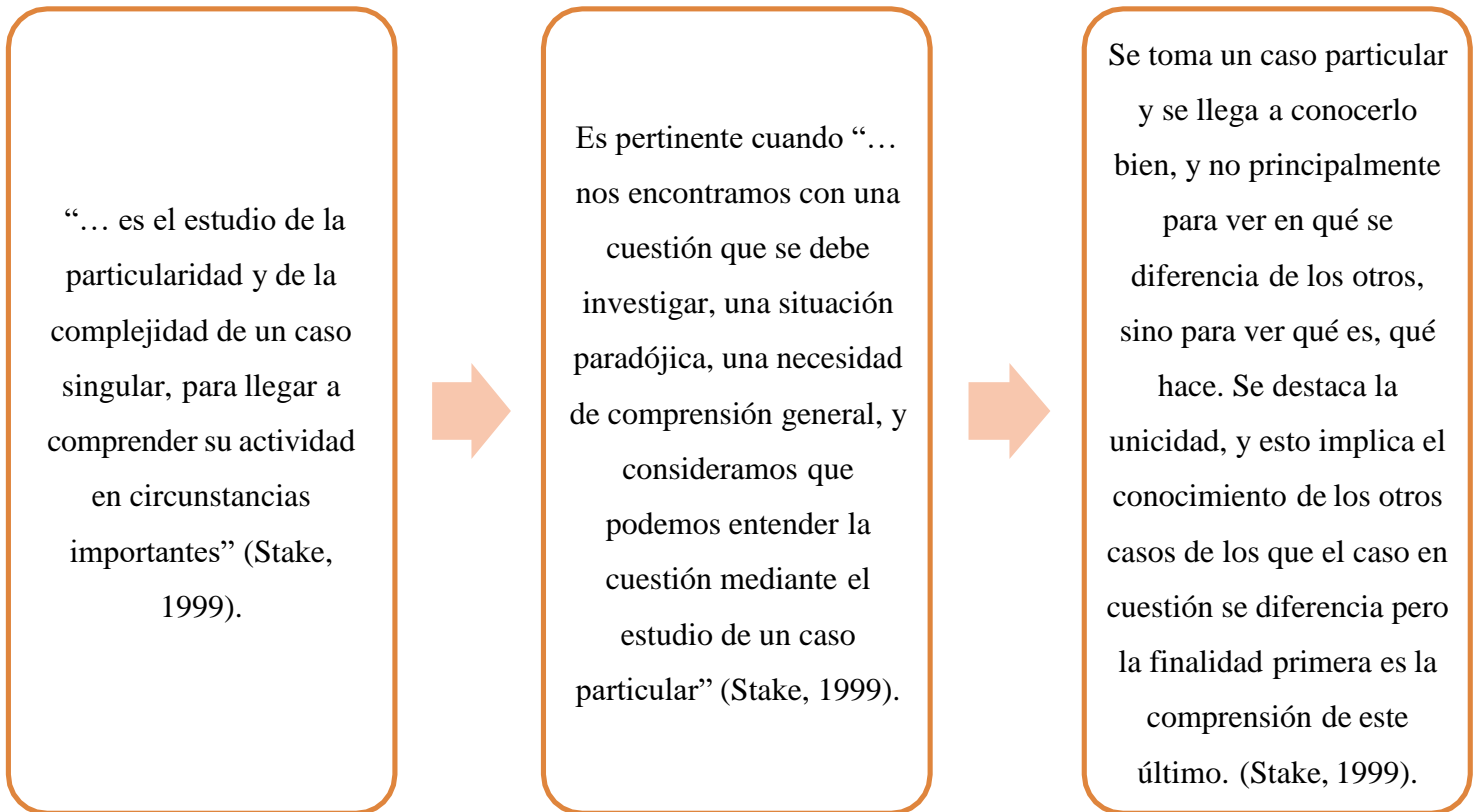 “… es el estudio de la
particularidad y de la
complejidad de un caso
singular, para llegar a
comprender su actividad
en circunstancias
importantes” (Stake,
1999).
Es pertinente cuando “…
nos encontramos con una
cuestión que se debe
investigar, una situación
paradójica, una necesidad
de comprensión general, y
consideramos que
podemos entender la
cuestión mediante el
estudio de un caso
particular” (Stake, 1999).
Se toma un caso particular
y se llega a conocerlo
bien, y no principalmente
para ver en qué se
diferencia de los otros,
sino para ver qué es, qué
hace. Se destaca la
unicidad, y esto implica el
conocimiento de los otros
casos de los que el caso en
cuestión se diferencia pero
la finalidad primera es la
comprensión de este
último. (Stake, 1999).